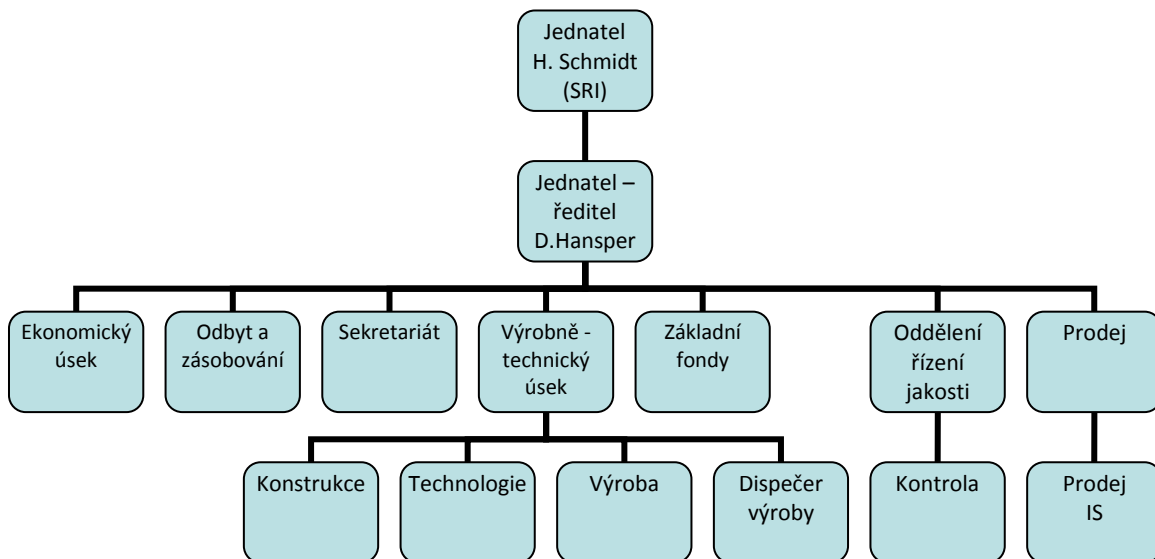 Jednatel
H. Schmidt
(SRI)
Jednatel –
ředitel
D.Hansper
Ekonomický
úsek
Odbyt a
zásobování
Sekretariát
Výrobně -
technický
úsek
Základní
fondy
Oddělení
řízení
jakosti
Prodej
Konstrukce
Technologie
Výroba
Dispečer
výroby
Kontrola
Prodej
IS